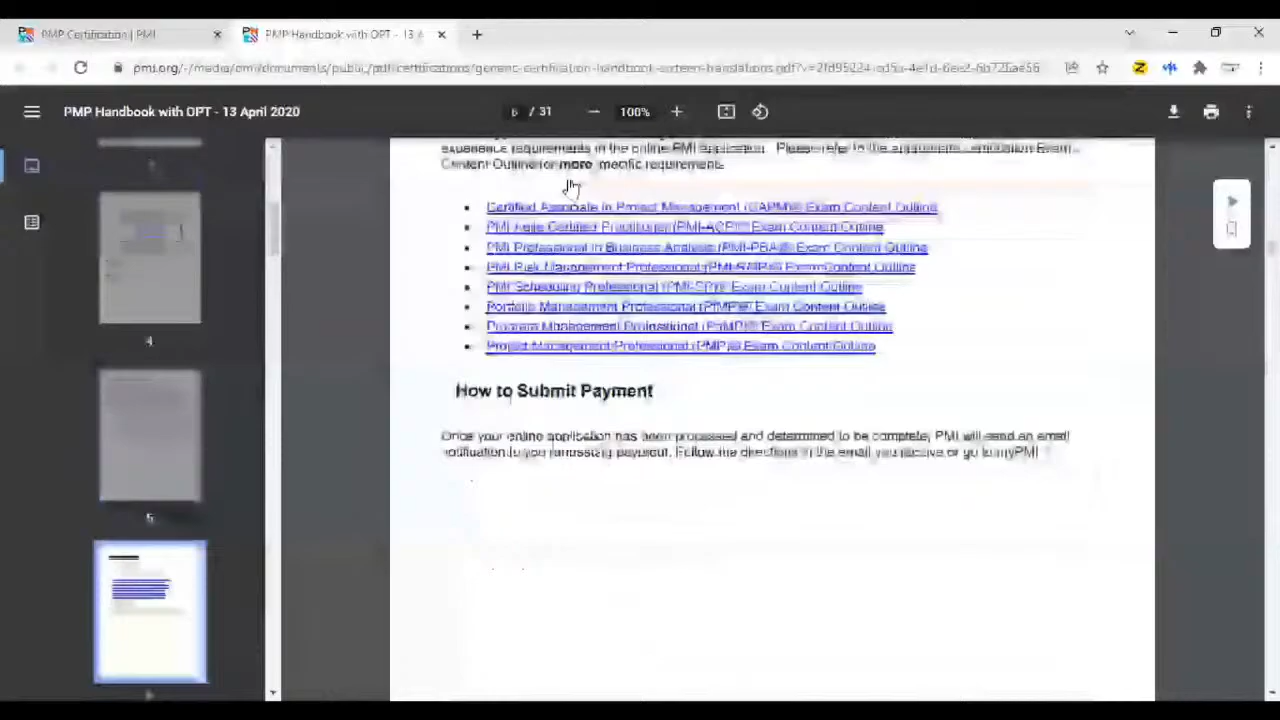 PMP Certification | PMI
PMP Handbook with OPT - 13 A
PMP Handbook with OPT - 13 April 2020
6 / 31
100%
experience requirements in the online PMI application. Please refer to the appropriate Certification Exam
Content Outline for more specific requirements.
• Certified Associate in Project Management (CAPM)® Exam Content Outline
• PMI Agile Certified Practitioner (PMI-ACP)® Exam Content Outline
• PMI Professional in Business Analysis (PMI-PBA)® Exam Content Outline
• PMI Risk Management Professional (PMI-RMP)® Exam Content Outline
• PMI Scheduling Professional (PMI-SP)® Exam Content Outline
• Portfolio Management Professional (PfMP)® Exam Content Outline
• Program Management Professional (PgMP)® Exam Content Outline
• Project Management Professional (PMP)® Exam Content Outline
How to Submit Payment
Once your online application has been processed and determined to be complete, PMI will send an email
notification to you requesting payment. Follow the directions in the email you receive or go to myPMI
4
5